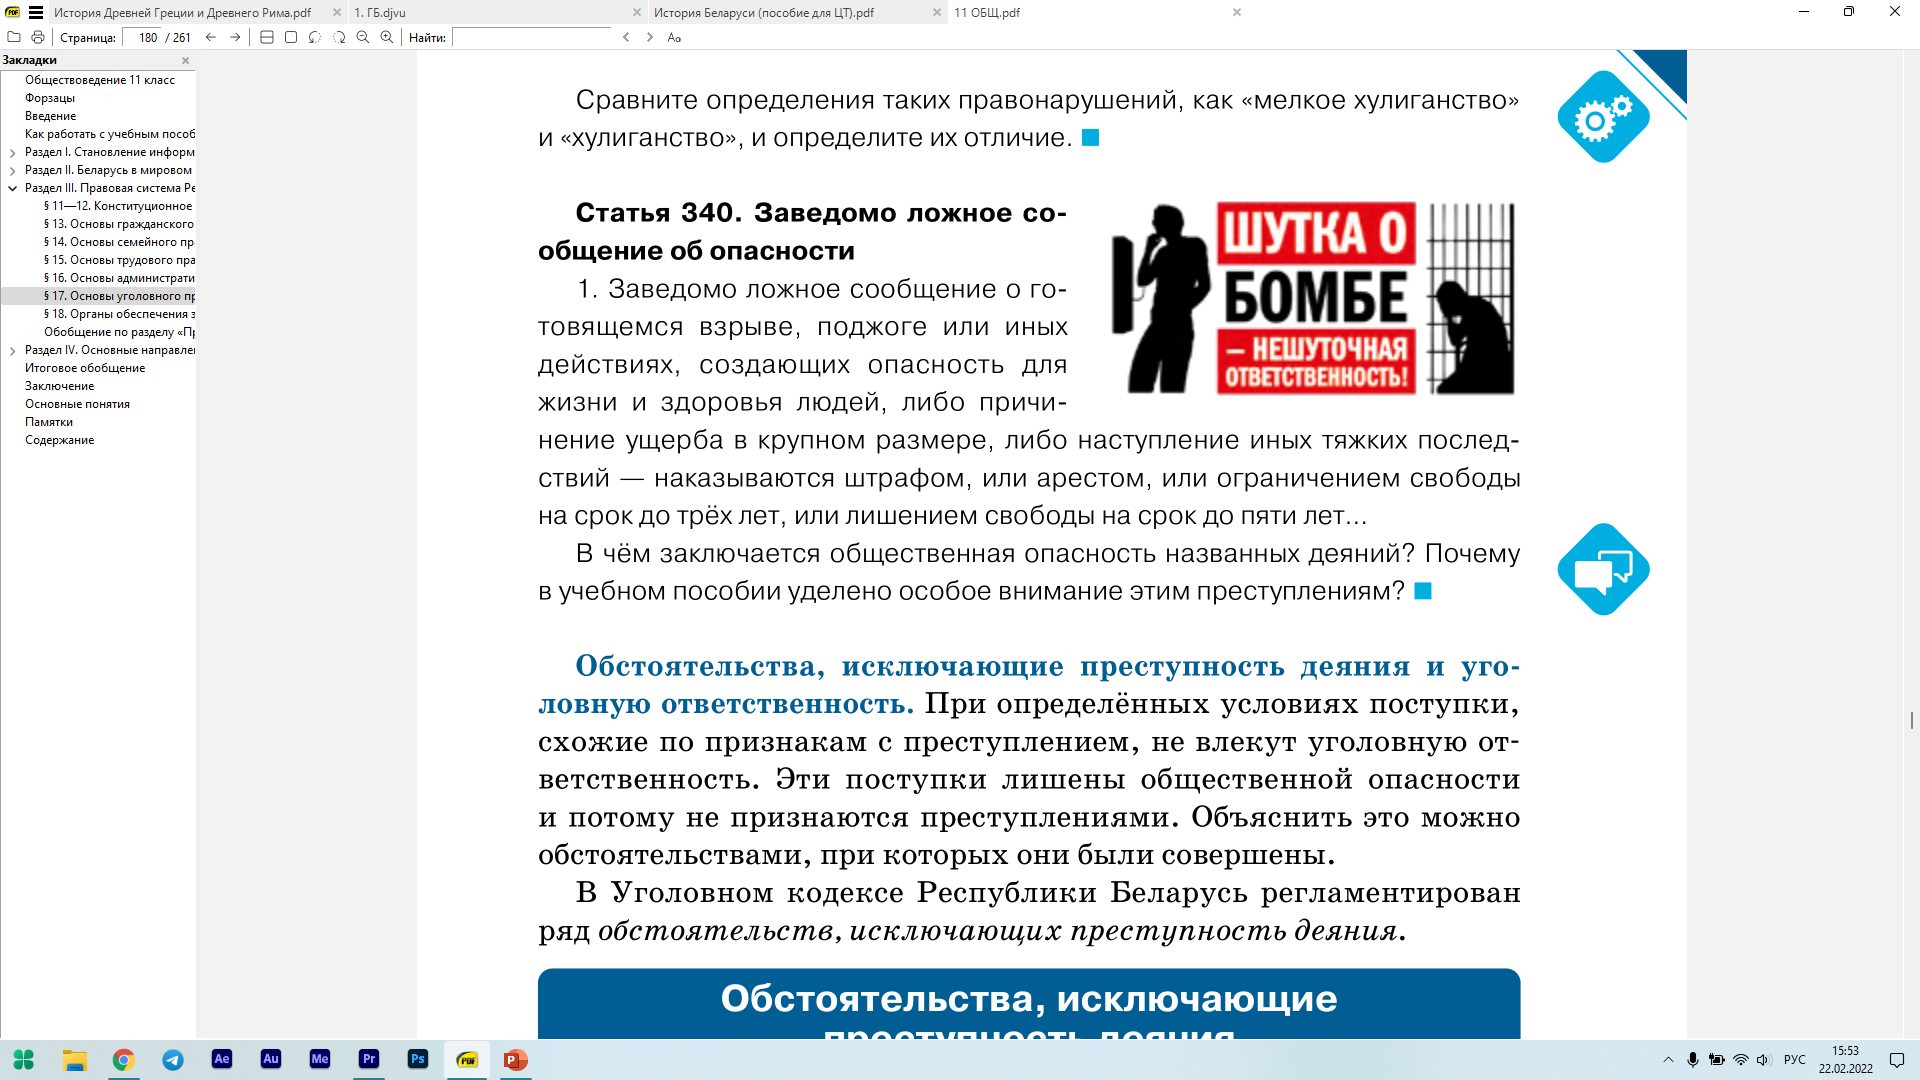 История Древней Греции и Древнего Рима.pdf
1. ГБ.djvu
История Беларуси (пособие для ЦТ).pdf
11 ОБЩ.pdf
Страница: 180 / 261
Найти:
Закладки
Обществоведение 11 класс
Форзацы
Введение
Как работать с учебным пособ
Раздел I. Становление информ
Раздел II. Беларусь в мировом
Раздел III. Правовая система Ре
§ 11—12. Конституционное
§ 13. Основы гражданского
§ 14. Основы семейного пра
§ 15. Основы трудового пра
§ 16. Основы администрати
§ 17. Основы уголовного пр
§ 18. Органы обеспечения з
Обобщение по разделу «Пр
Раздел IV. Основные направлен
Итоговое обобщение
Заключение
Основные понятия
Памятки
Содержание
Сравните определения таких правонарушений, как «мелкое хулиганство»
и «хулиганство», и определите их отличие.
Статья 340. Заведомо ложное со-
общение об опасности
1. Заведомо ложное сообщение о го-
товящемся взрыве, поджоге или иных
действиях, создающих опасность для
жизни и здоровья людей, либо причи-
нение ущерба в крупном размере, либо наступление иных тяжких послед-
ствий — наказываются штрафом, или арестом, или ограничением свободы
на срок до трёх лет, или лишением свободы на срок до пяти лет...
ШУТКА О
БОМБЕ
— НЕШУТОЧНАЯ
ОТВЕТСТВЕННОСТЬ!
В чём заключается общественная опасность названных деяний? Почему
в учебном пособии уделено особое внимание этим преступлениям?
Обстоятельства, исключающие преступность деяния и уго-
ловную ответственность. При определённых условиях поступки,
схожие по признакам с преступлением, не влекут уголовную от-
ветственность. Эти поступки лишены общественной опасности
и потому не признаются преступлениями. Объяснить это можно
обстоятельствами, при которых они были совершены.
В Уголовном кодексе Республики Беларусь регламентирован
ряд обстоятельств, исключающих преступность деяния.
Обстоятельства, исключающие
преступность деяния
Ae
Au
Me
Pr
Ps
PDF
P
РУС
15:53
22.02.2022